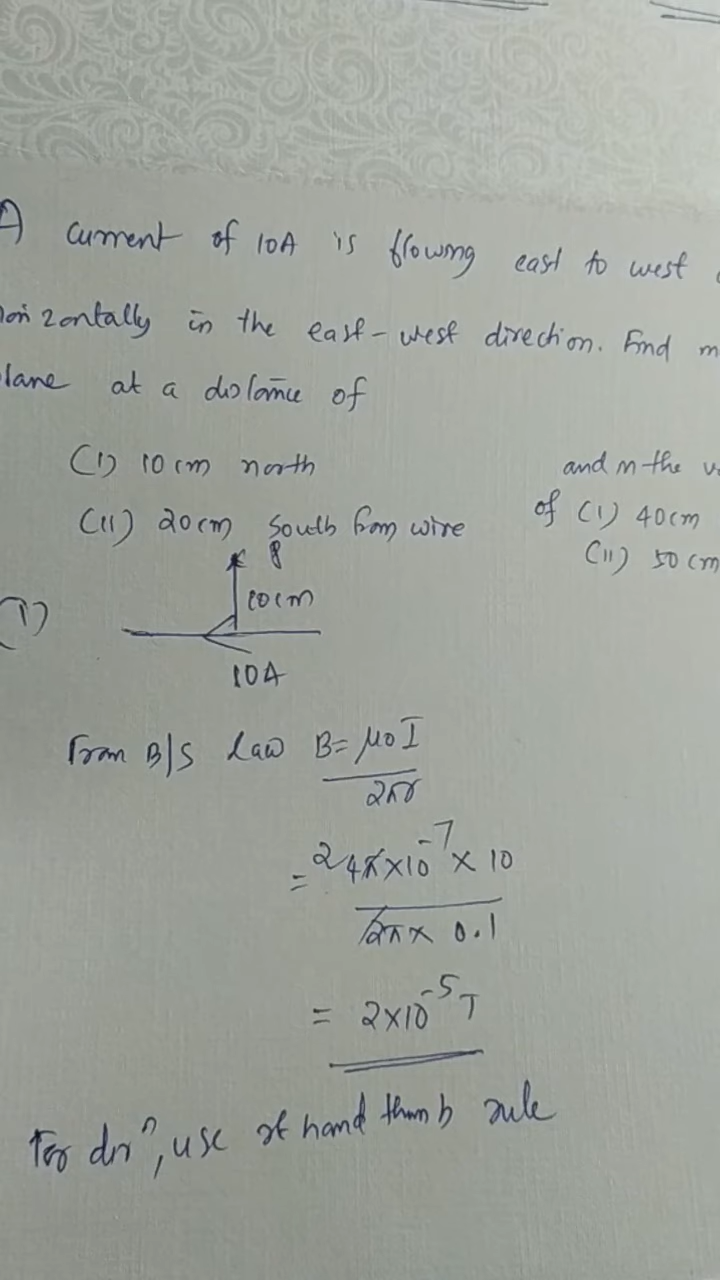 A current of 10A is flowing east to west
horizontally in the east-west direction. Find
plane at a distance of
(I) 10cm north
(II) 20cm South from wire
and in the
of (I) 40cm
(II) 50cm
(I)
P
10cm
10A
From B/S Law B = μ0I
2πr
= 2 4π×10^-7 × 10
2π× 0.1
= 2×10^-5 T
For dirⁿ, use rt hand thumb rule